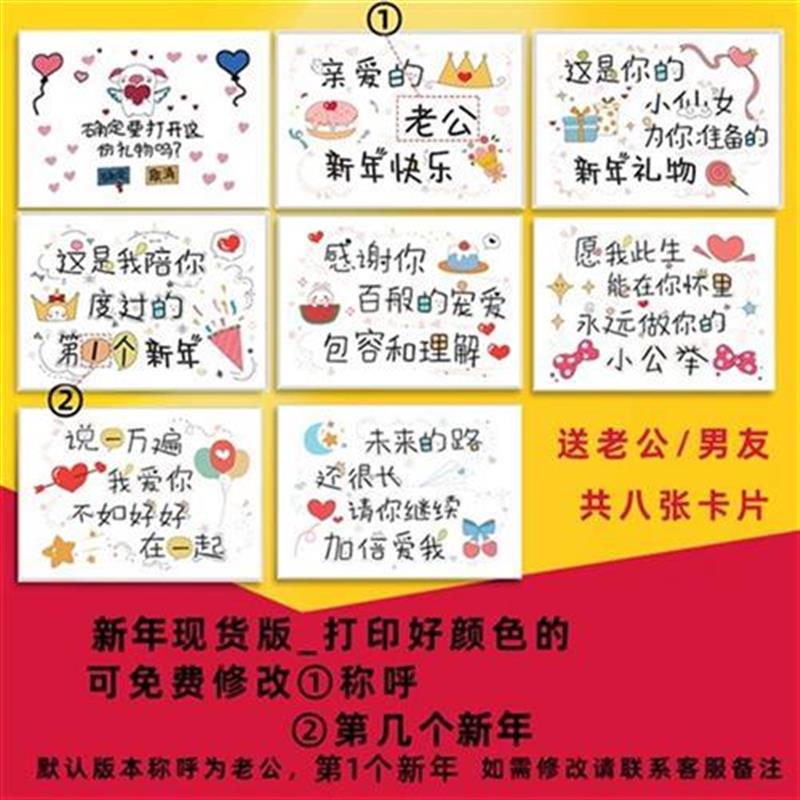 ①
确定要打开这
份礼物吗?
取消
亲爱的
老公
新年快乐
这是你的
小仙女
为你准备的
新年礼物
这是我陪你
度过的
第1个新年
②
感谢你
百般的宠爱
包容和理解
愿我此生
能在你怀里
永远做你的
小公举
说一万遍
我爱你
不如好好
在一起
未来的路
还很长
请你继续
加倍爱我
送老公/男友
共八张卡片
新年现货版_打印好颜色的
可免费修改①称呼
②第几个新年
默认版本称呼为老公，第1个新年 如需修改请联系客服备注